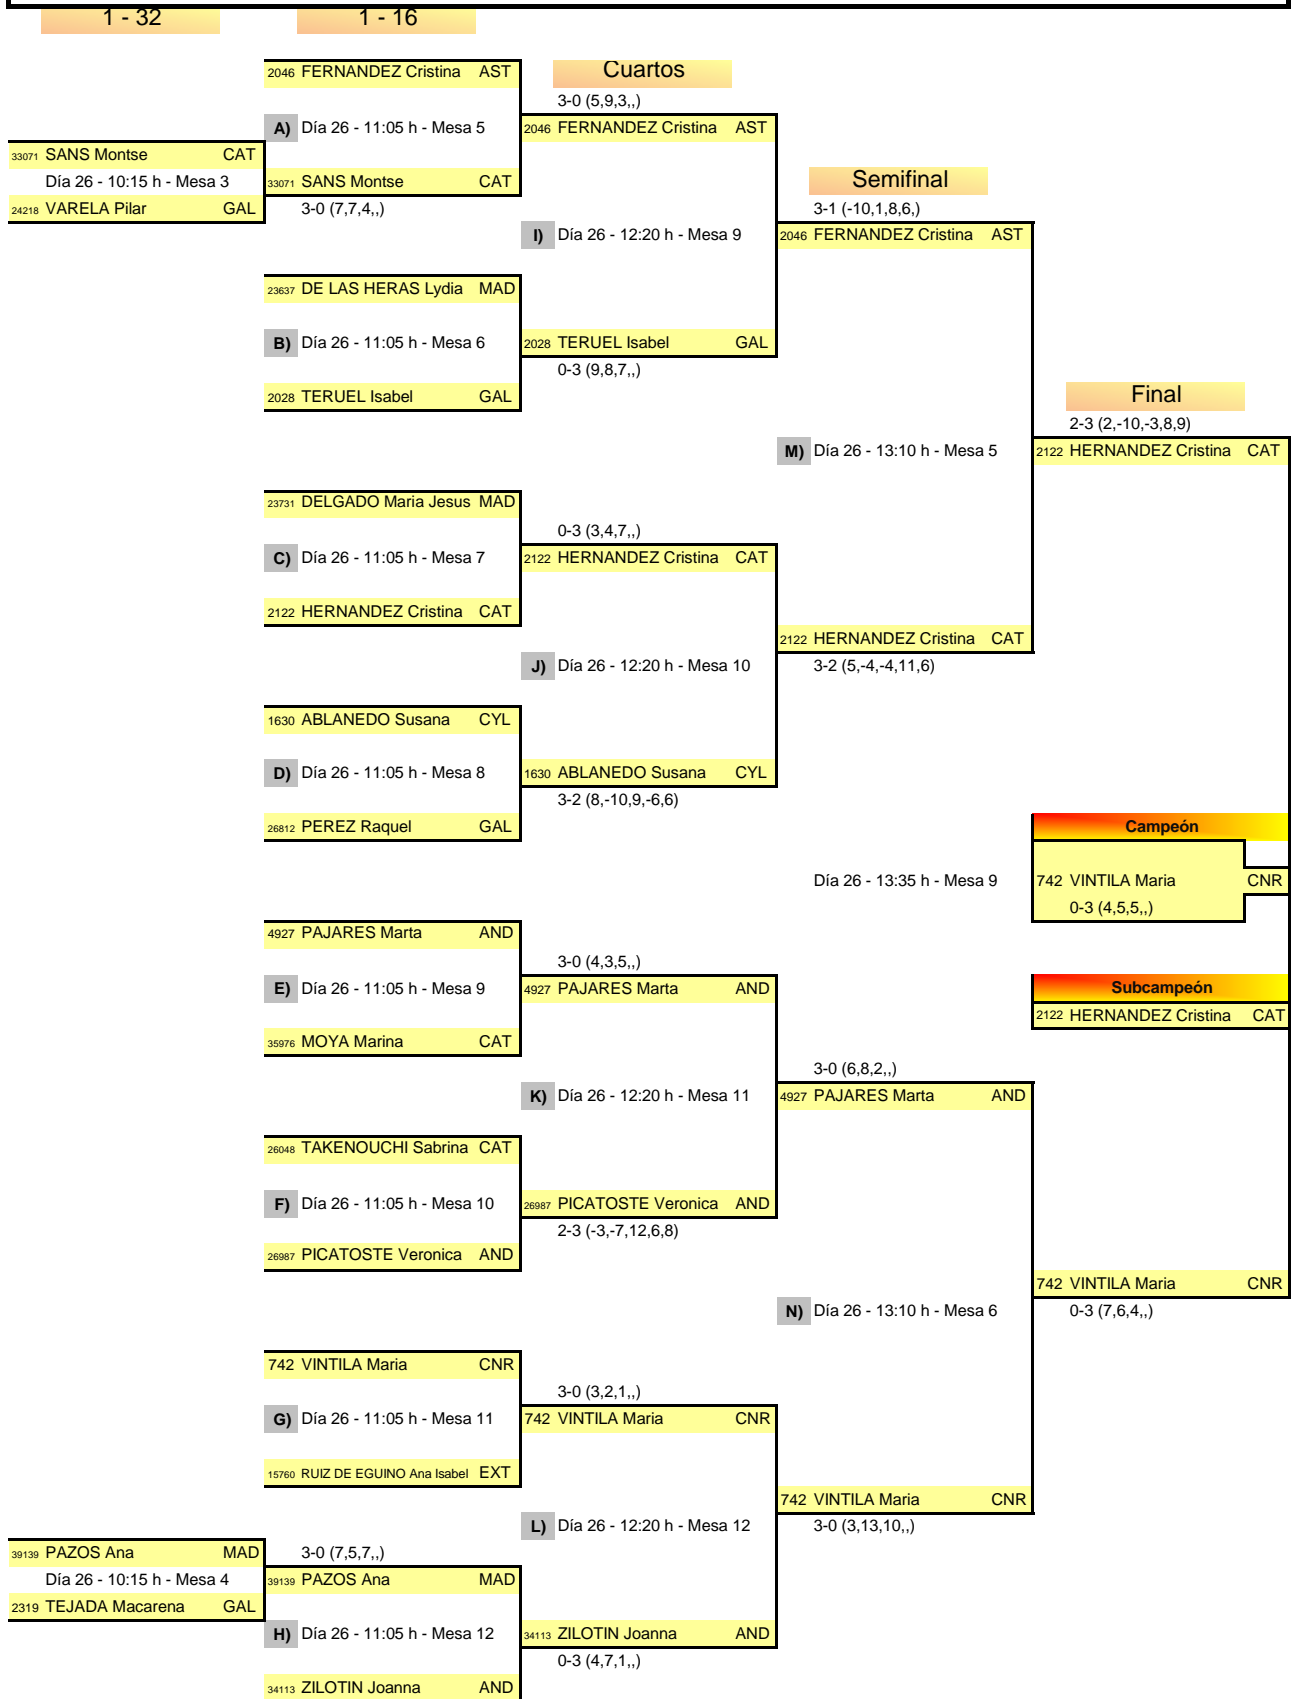 1 - 32 1 - 16
2046 FERNANDEZ Cristina AST Cuartos
3-0 (5,9,3,,)
A) Día 26 - 11:05 h - Mesa 5 2046 FERNANDEZ Cristina AST
33071 SANS Montse CAT
Día 26 - 10:15 h - Mesa 3 33071 SANS Montse CAT Semifinal
24218 VARELA Pilar GAL 3-0 (7,7,4,,) 3-1 (-10,1,8,6,)
I) Día 26 - 12:20 h - Mesa 9 2046 FERNANDEZ Cristina AST
23637 DE LAS HERAS Lydia MAD
B) Día 26 - 11:05 h - Mesa 6 2028 TERUEL Isabel GAL
0-3 (9,8,7,,)
2028 TERUEL Isabel GAL Final
2-3 (2,-10,-3,8,9)
M) Día 26 - 13:10 h - Mesa 5 2122 HERNANDEZ Cristina CAT
23731 DELGADO Maria Jesus MAD
0-3 (3,4,7,,)
C) Día 26 - 11:05 h - Mesa 7 2122 HERNANDEZ Cristina CAT
2122 HERNANDEZ Cristina CAT
2122 HERNANDEZ Cristina CAT
J) Día 26 - 12:20 h - Mesa 10 3-2 (5,-4,-4,11,6)
1630 ABLANEDO Susana CYL
D) Día 26 - 11:05 h - Mesa 8 1630 ABLANEDO Susana CYL
3-2 (8,-10,9,-6,6)
26812 PEREZ Raquel GAL Campeón
Día 26 - 13:35 h - Mesa 9 742 VINTILA Maria CNR
0-3 (4,5,5,,)
4927 PAJARES Marta AND
3-0 (4,3,5,,)
E) Día 26 - 11:05 h - Mesa 9 4927 PAJARES Marta AND Subcampeón
2122 HERNANDEZ Cristina CAT
35976 MOYA Marina CAT
3-0 (6,8,2,,)
K) Día 26 - 12:20 h - Mesa 11 4927 PAJARES Marta AND
26048 TAKENOUCHI Sabrina CAT
F) Día 26 - 11:05 h - Mesa 10 26987 PICATOSTE Veronica AND
2-3 (-3,-7,12,6,8)
26987 PICATOSTE Veronica AND
742 VINTILA Maria CNR
N) Día 26 - 13:10 h - Mesa 6 0-3 (7,6,4,,)
742 VINTILA Maria CNR
3-0 (3,2,1,,)
G) Día 26 - 11:05 h - Mesa 11 742 VINTILA Maria CNR
15760 RUIZ DE EGUINO Ana Isabel EXT
742 VINTILA Maria CNR
L) Día 26 - 12:20 h - Mesa 12 3-0 (3,13,10,,)
39139 PAZOS Ana MAD 3-0 (7,5,7,,)
Día 26 - 10:15 h - Mesa 4 39139 PAZOS Ana MAD
2319 TEJADA Macarena GAL
H) Día 26 - 11:05 h - Mesa 12 34113 ZILOTIN Joanna AND
0-3 (4,7,1,,)
34113 ZILOTIN Joanna AND